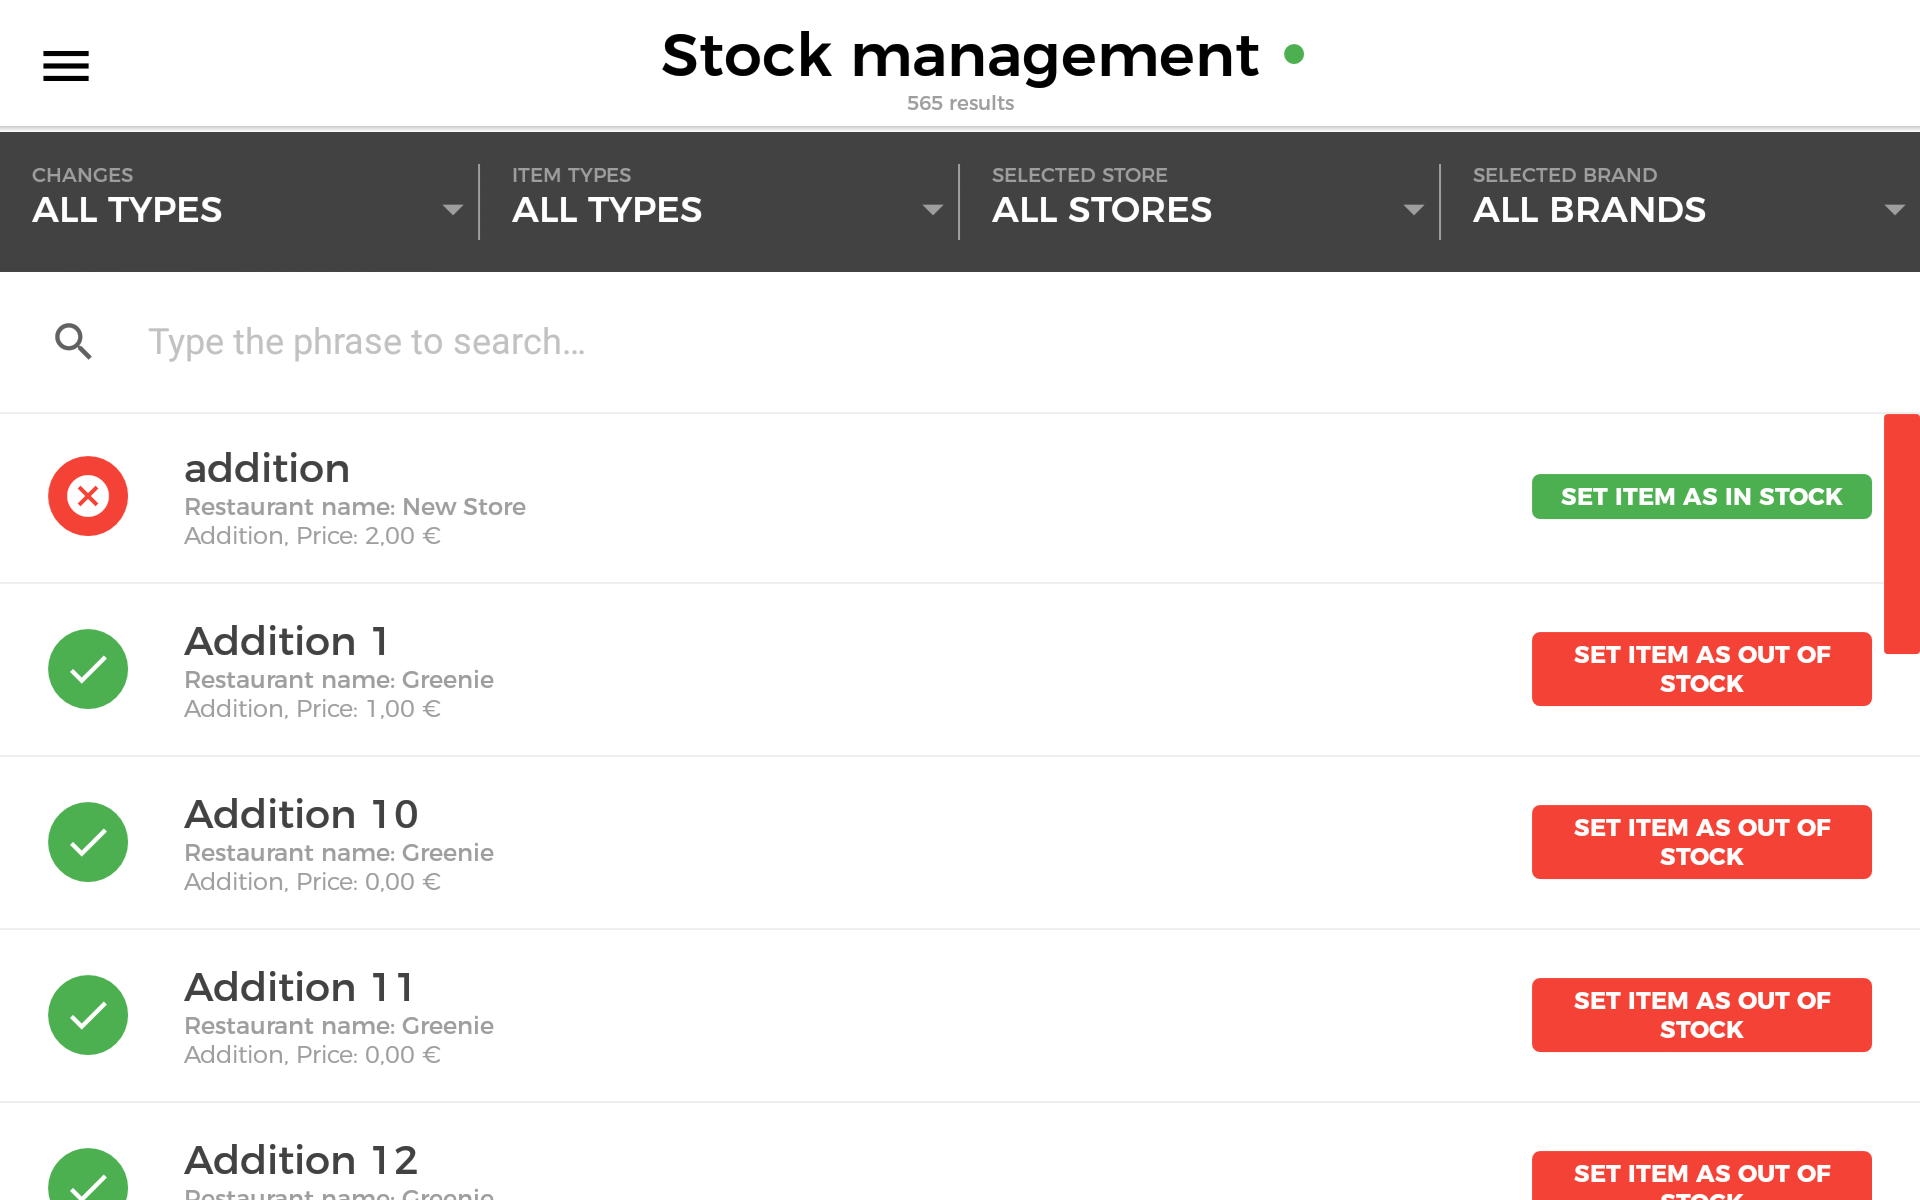 Stock management
565 results
CHANGES
ALL TYPES
ITEM TYPES
ALL TYPES
SELECTED STORE
ALL STORES
SELECTED BRAND
ALL BRANDS
Type the phrase to search...
addition
Restaurant name: New Store
Addition, Price: 2,00 €
SET ITEM AS IN STOCK
Addition 1
Restaurant name: Greenie
Addition, Price: 1,00 €
SET ITEM AS OUT OF
STOCK
Addition 10
Restaurant name: Greenie
Addition, Price: 0,00 €
SET ITEM AS OUT OF
STOCK
Addition 11
Restaurant name: Greenie
Addition, Price: 0,00 €
SET ITEM AS OUT OF
STOCK
Addition 12
Restaurant name: Greenie
SET ITEM AS OUT OF
STOCK